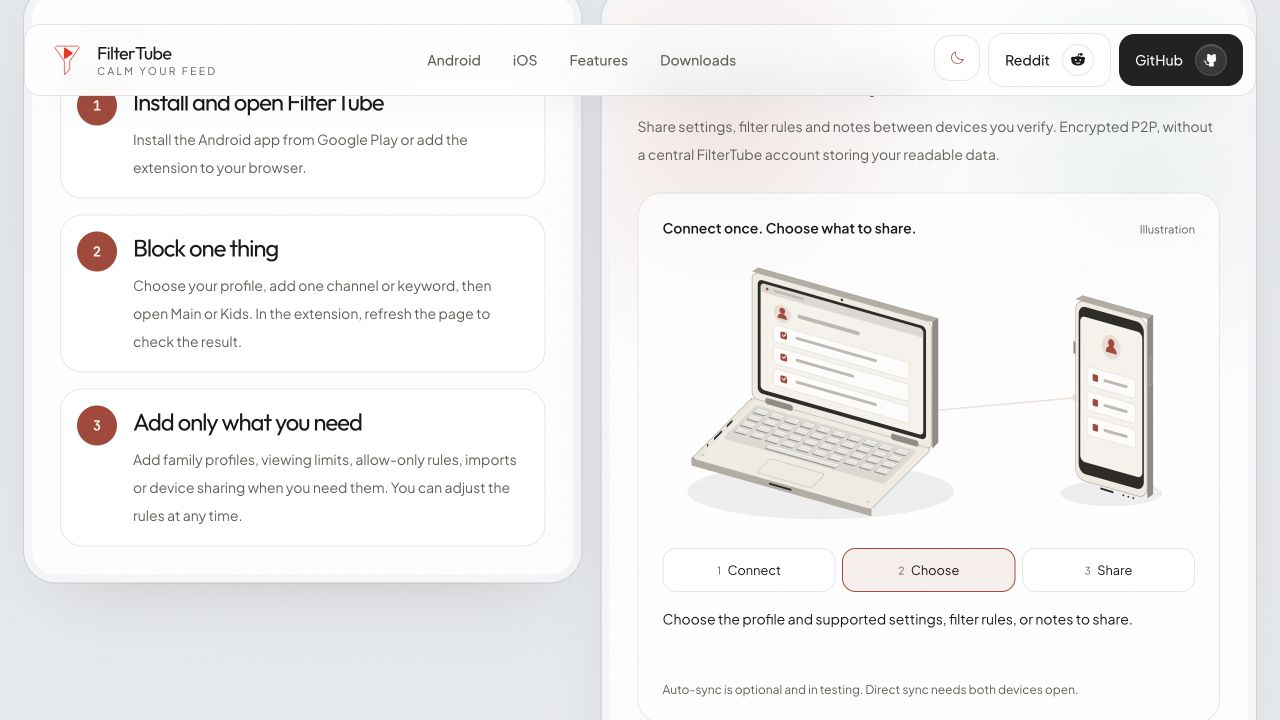 FilterTube
CALM YOUR FEED
Android
iOS
Features
Downloads
Reddit
GitHub
1
Install and open FilterTube
Install the Android app from Google Play or add the
extension to your browser.
2
Block one thing
Choose your profile, add one channel or keyword, then
open Main or Kids. In the extension, refresh the page to
check the result.
3
Add only what you need
Add family profiles, viewing limits, allow-only rules, imports
or device sharing when you need them. You can adjust the
rules at any time.
Share settings, filter rules and notes between devices you verify. Encrypted P2P, without
a central FilterTube account storing your readable data.
Connect once. Choose what to share.
Illustration
1 Connect
2 Choose
3 Share
Choose the profile and supported settings, filter rules, or notes to share.
Auto-sync is optional and in testing. Direct sync needs both devices open.